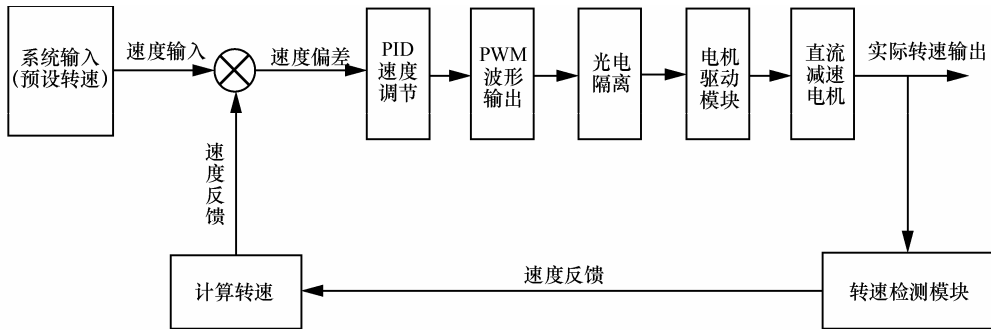 系统输入
(预设转速)
速度输入
速度偏差
PID
速度
调节
PWM
波形
输出
光电
隔离
电机
驱动
模块
直流
减速
电机
实际转速输出
速度反馈
计算转速
速度反馈
转速检测模块